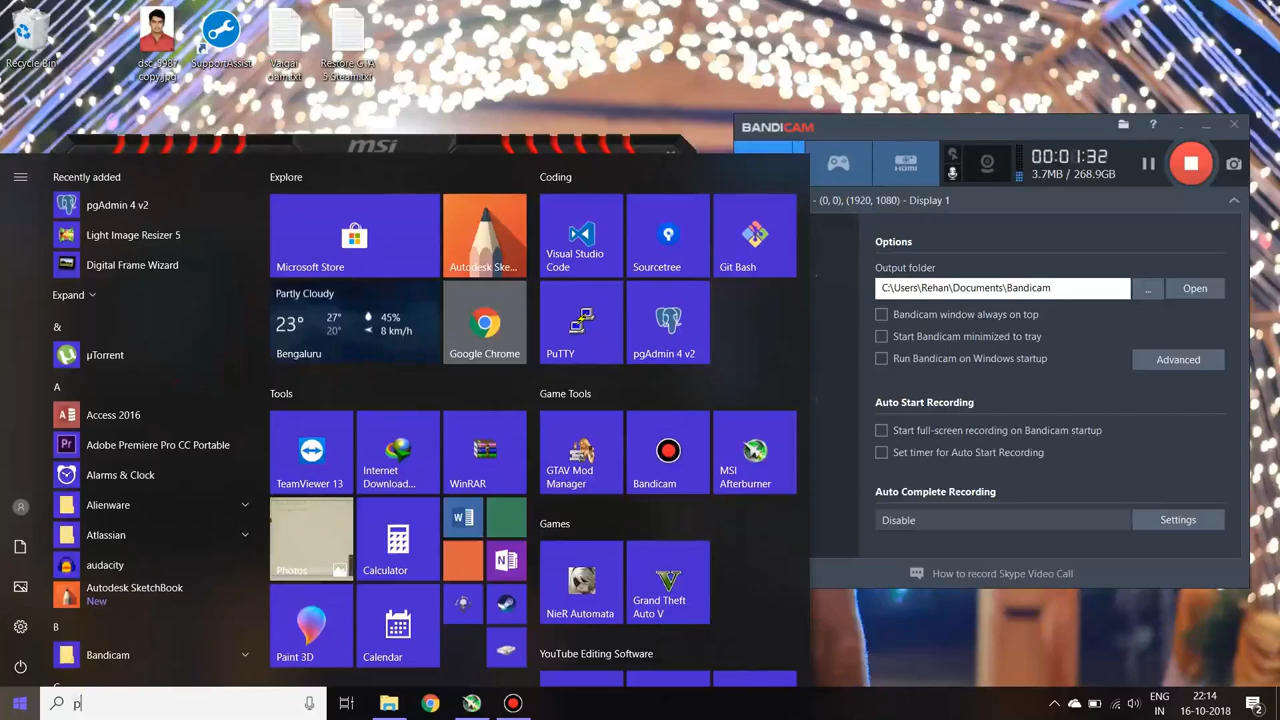 Recycle Bin
dsc_8987
copy.jpg
SupportAssist
Vaigai
dam.txt
Restore GTA
5 Steam.txt
msi
BANDICAM
00:01:32
3.7MB / 268.9GB
- (0, 0), (1920, 1080) - Display 1
Options
Output folder
C:\Users\Rehan\Documents\Bandicam
...
Open
Bandicam window always on top
Start Bandicam minimized to tray
Run Bandicam on Windows startup
Advanced
Auto Start Recording
Start full-screen recording on Bandicam startup
Set timer for Auto Start Recording
Auto Complete Recording
Disable
Settings
How to record Skype Video Call
Recently added
pgAdmin 4 v2
Light Image Resizer 5
Digital Frame Wizard
Expand
&
µTorrent
A
Access 2016
Adobe Premiere Pro CC Portable
Alarms & Clock
Alienware
Atlassian
audacity
Autodesk SketchBook
New
B
Bandicam
Explore
Microsoft Store
Autodesk Ske...
Partly Cloudy
23°
27°
20°
45%
8 km/h
Bengaluru
Google Chrome
Tools
TeamViewer 13
Internet
Download...
WinRAR
Photos
Calculator
Paint 3D
Calendar
Coding
Visual Studio
Code
Sourcetree
Git Bash
PuTTY
pgAdmin 4 v2
Game Tools
GTAV Mod
Manager
Bandicam
MSI
Afterburner
Games
NieR Automata
Grand Theft
Auto V
YouTube Editing Software
p
ENG
IN
22:14
16-10-2018
2